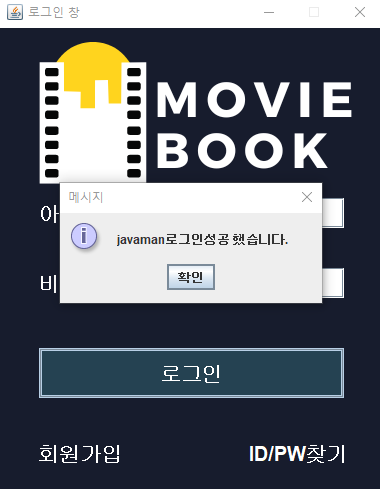 로그인 창
MOVIE
BOOK
메시지
아
javaman로그인성공 했습니다.
비
확인
로그인
회원가입
ID/PW찾기